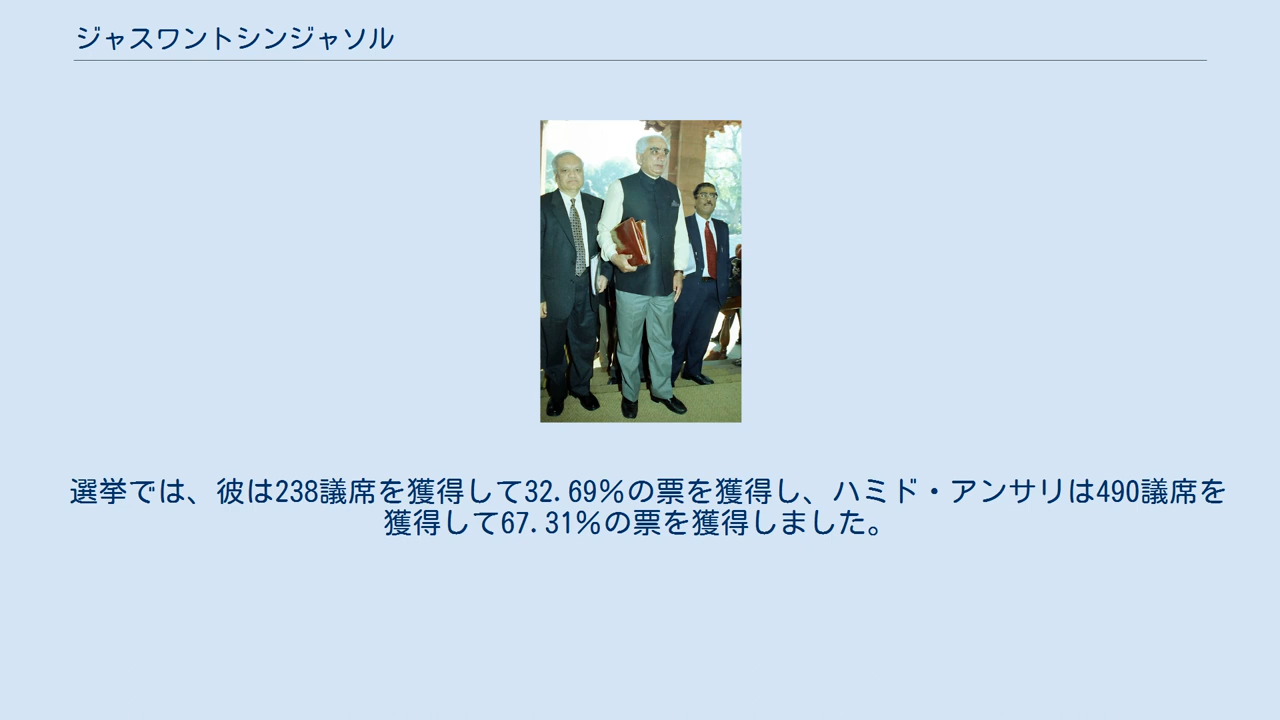 ジャスワントシンジャソル
選挙では、彼は238議席を獲得して32.69％の票を獲得し、ハミド・アンサリは490議席を
獲得して67.31％の票を獲得しました。